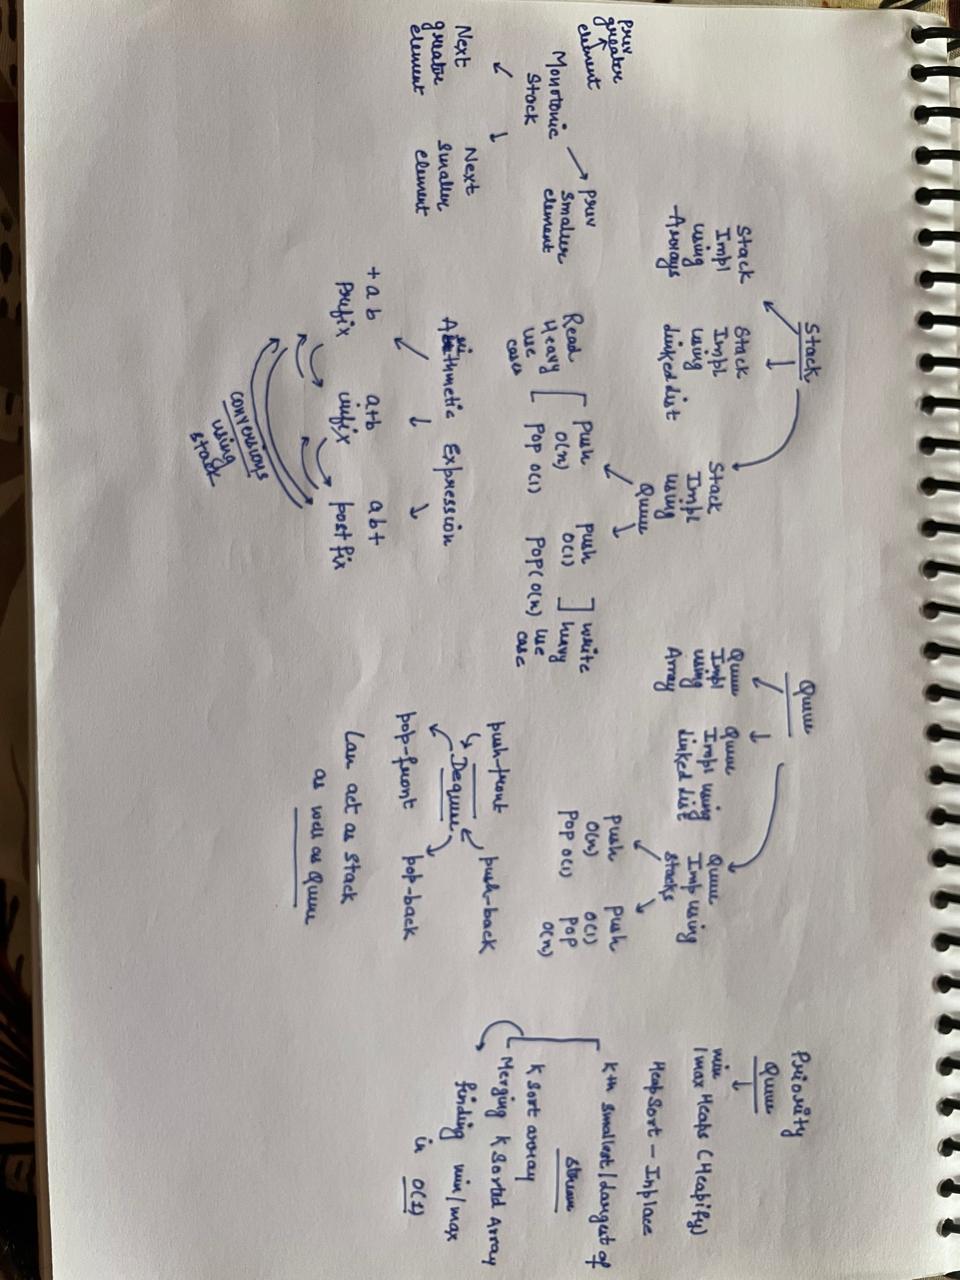 Stack
Stack
Impl
using
Arrays
Stack
Impl
using
Linked List
Stack
Impl
using
Queue
push
O(n)
pop O(1)
Read
Heavy
use
cases
push
O(1)
pop( O(n)
write
heavy
use
case
prev
greater
element
Monotonic
Stack
prev
smaller
element
Next
greater
element
Next
smaller
element
Arithmetic Expression
+ab
prefix
a+b
infix
ab+
postfix
conversions
using
stack
Queue
Queue
Impl
using
Array
Queue
Impl using
Linked List
Queue
Imp using
stacks
push
O(n)
pop O(1)
push
O(1)
pop
O(n)
push-front
push-back
Dequeue
pop-front
pop-back
Can act as Stack
as well as Queue
Priority
Queue
min
/max Heaps (Heapify)
HeapSort - Inplace
Kth smallest/largest of
stream
K sort array
Merging K Sorted Array
finding min/max
in O(1)